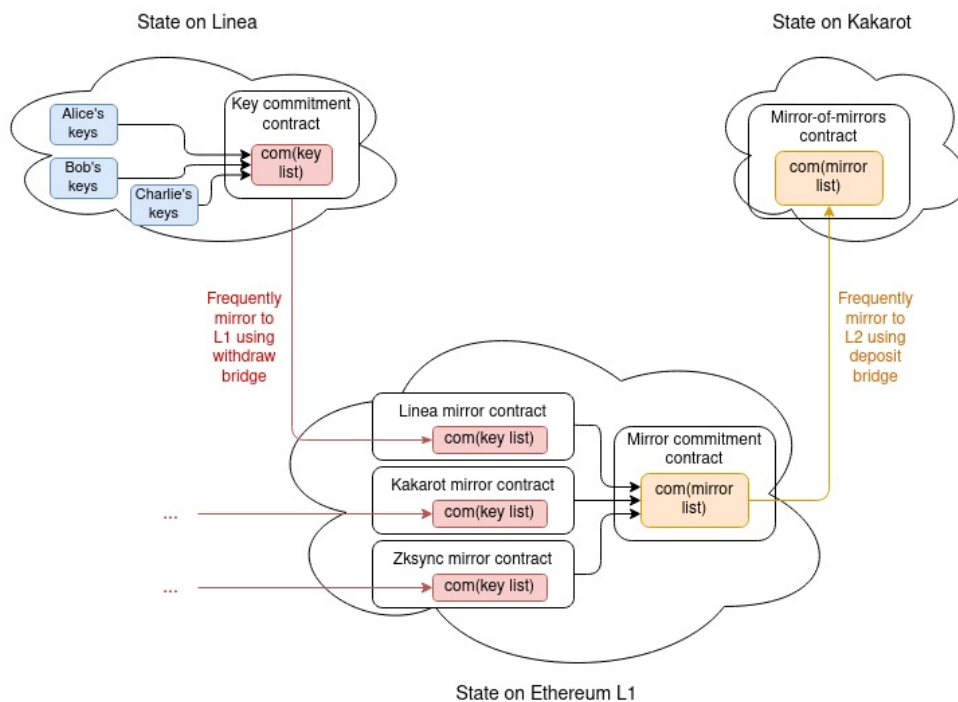 State on Linea
State on Kakarot
Alice's
keys
Bob's
keys
Charlie's
keys
Key commitment
contract
com(key
list)
Mirror-of-mirrors
contract
com(mirror
list)
Frequently
mirror to
L1 using
withdraw
bridge
Frequently
mirror to
L2 using
deposit
bridge
Linea mirror contract
com(key list)
...
Kakarot mirror contract
com(key list)
...
Zksync mirror contract
com(key list)
Mirror commitment
contract
com(mirror
list)
State on Ethereum L1